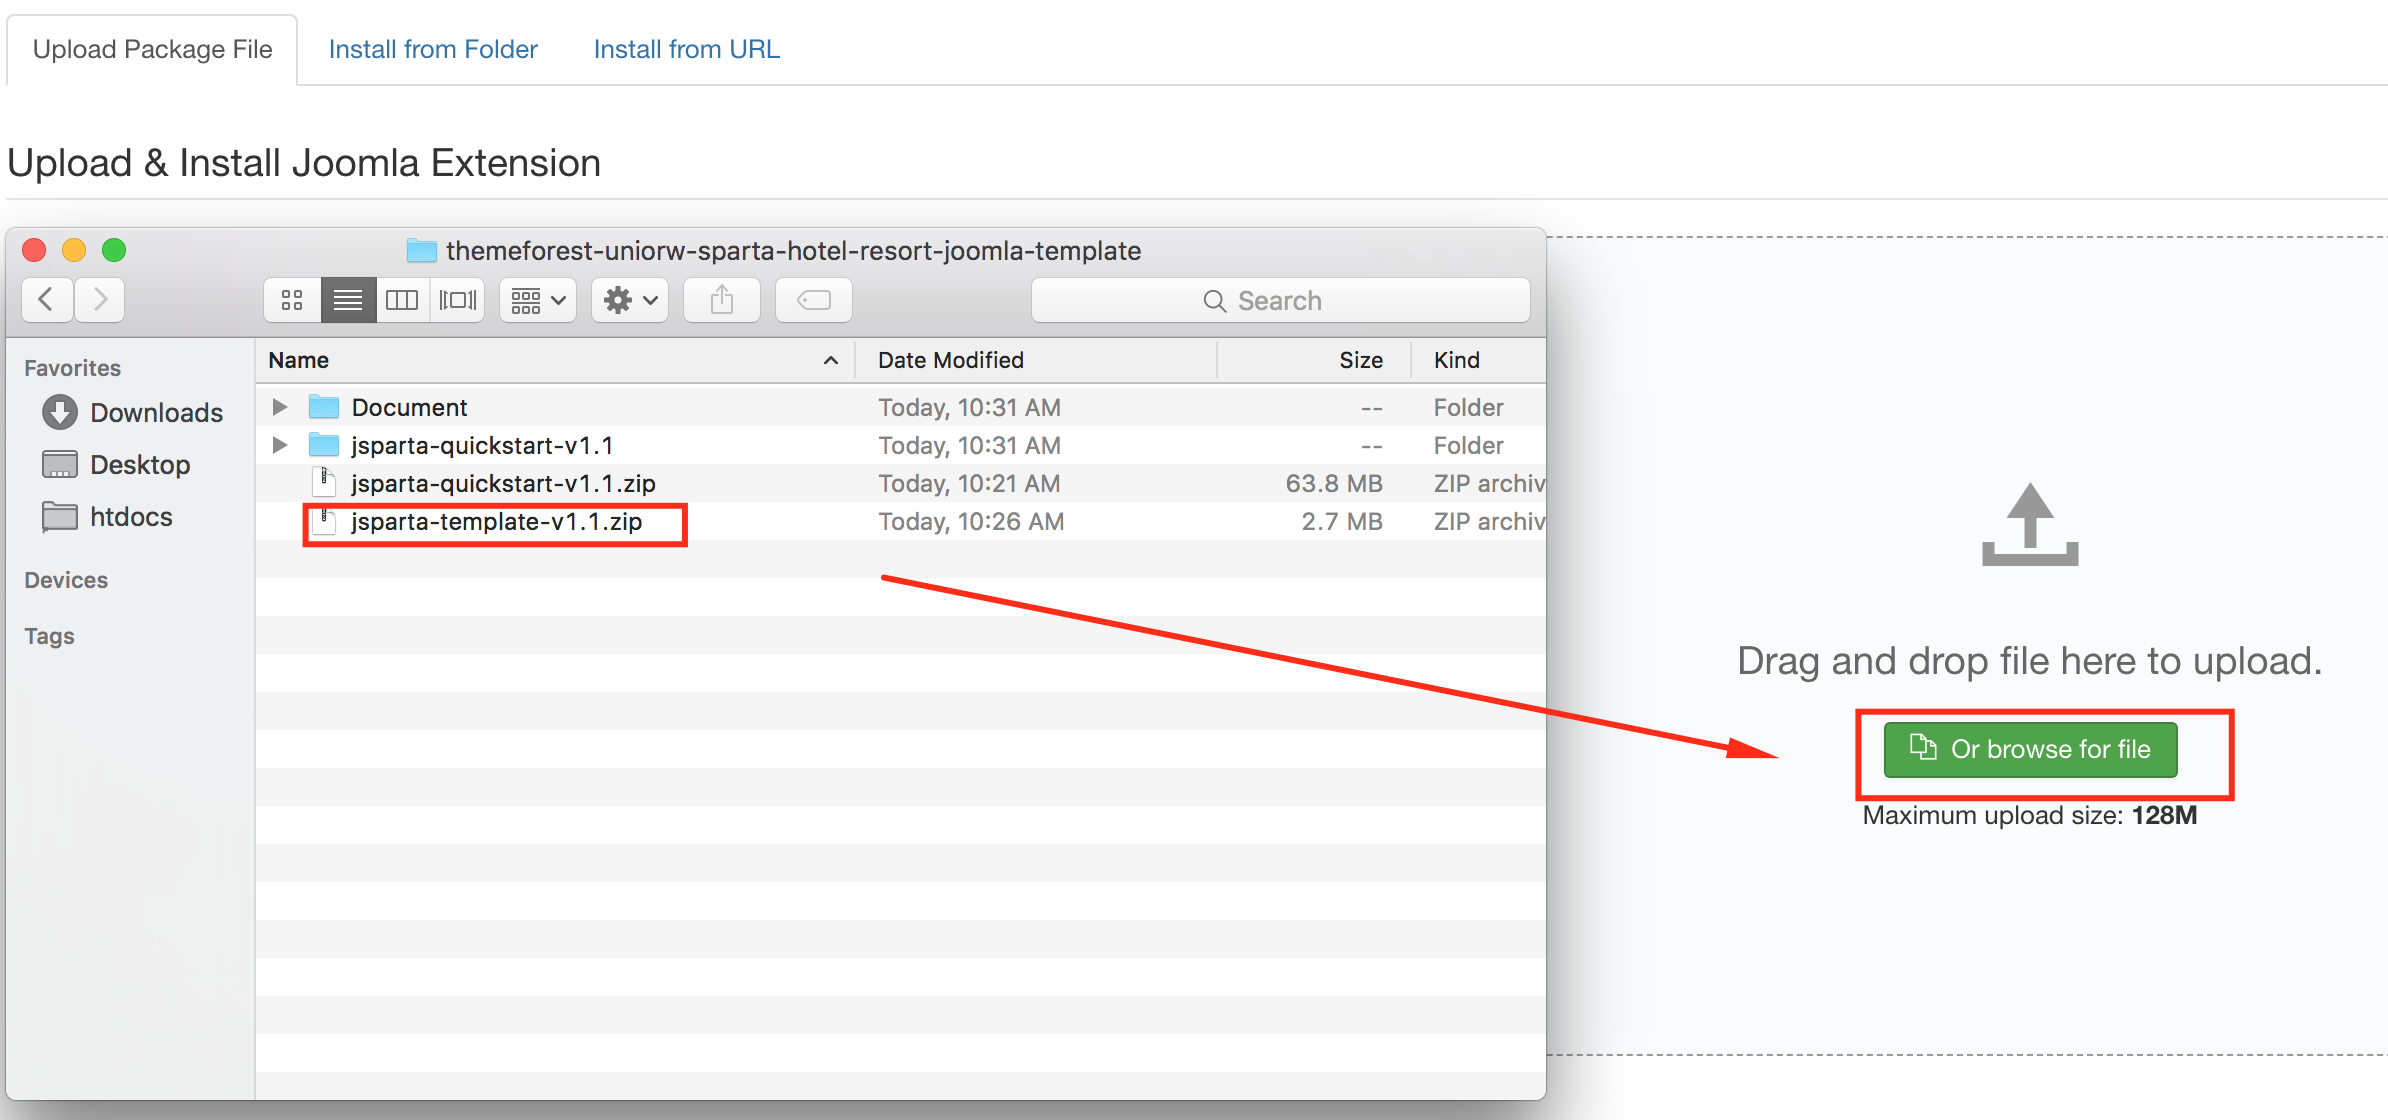 Upload Package File Install from Folder Install from URL
Upload & Install Joomla Extension
themeforest-uniorw-sparta-hotel-resort-joomla-template
Search
Favorites
Downloads
Desktop
htdocs
Devices
Tags
Name Date Modified Size Kind
Document Today, 10:31 AM -- Folder
jsparta-quickstart-v1.1 Today, 10:31 AM -- Folder
jsparta-quickstart-v1.1.zip Today, 10:21 AM 63.8 MB ZIP archiv
jsparta-template-v1.1.zip Today, 10:26 AM 2.7 MB ZIP archiv
Drag and drop file here to upload.
Or browse for file
Maximum upload size: 128M